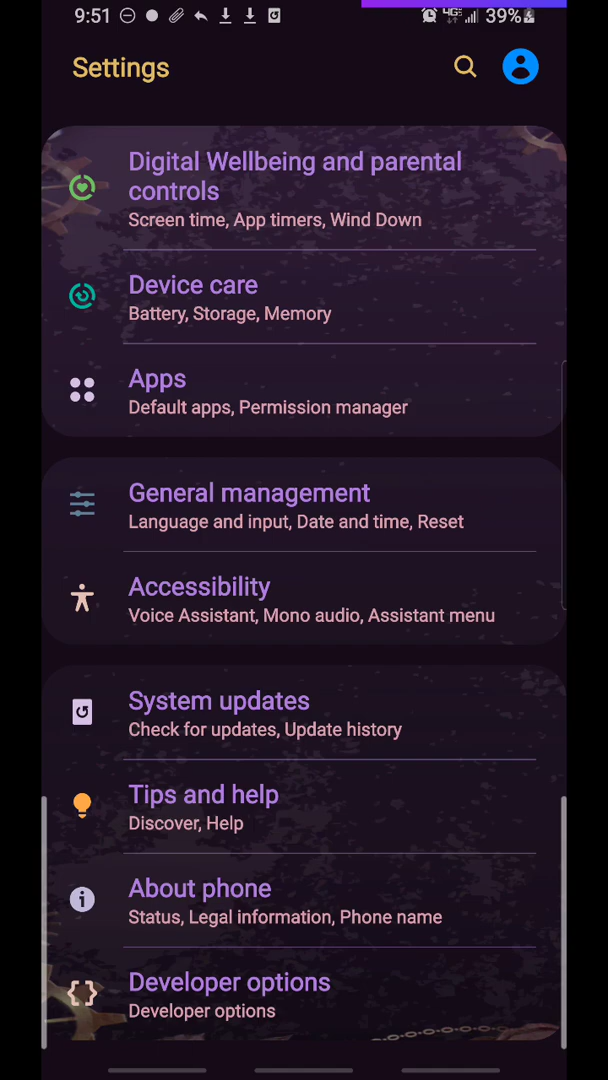 9:51 4G 39%
Settings
Digital Wellbeing and parental
controls
Screen time, App timers, Wind Down
Device care
Battery, Storage, Memory
Apps
Default apps, Permission manager
General management
Language and input, Date and time, Reset
Accessibility
Voice Assistant, Mono audio, Assistant menu
System updates
Check for updates, Update history
Tips and help
Discover, Help
About phone
Status, Legal information, Phone name
Developer options
Developer options